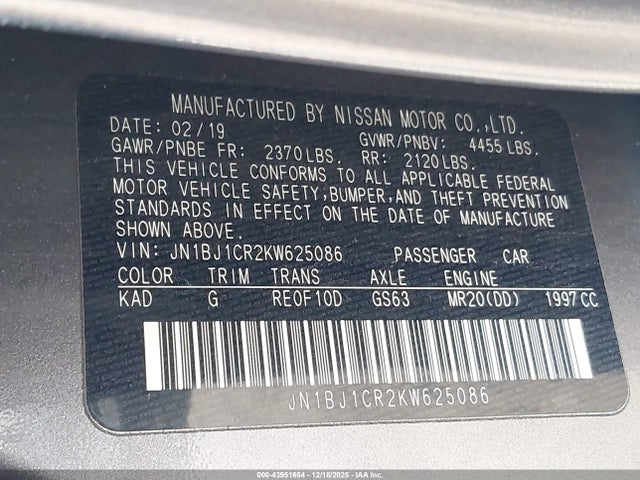 MANUFACTURED BY NISSAN MOTOR CO.,LTD.
DATE: 02/19 GVWR/PNBV: 4455 LBS.
GAWR/PNBE FR: 2370 LBS. RR: 2120 LBS.
THIS VEHICLE CONFORMS TO ALL APPLICABLE FEDERAL
MOTOR VEHICLE SAFETY, BUMPER, AND THEFT PREVENTION
STANDARDS IN EFFECT ON THE DATE OF MANUFACTURE
SHOWN ABOVE.
VIN: JN1BJ1CR2KW625086 PASSENGER CAR
COLOR TRIM TRANS AXLE ENGINE
KAD G REOF10D GS63 MR20(DD) 1997CC
JN1BJ1CR2KW625086
000-43951654 - 12/18/2025 - IAA, Inc.